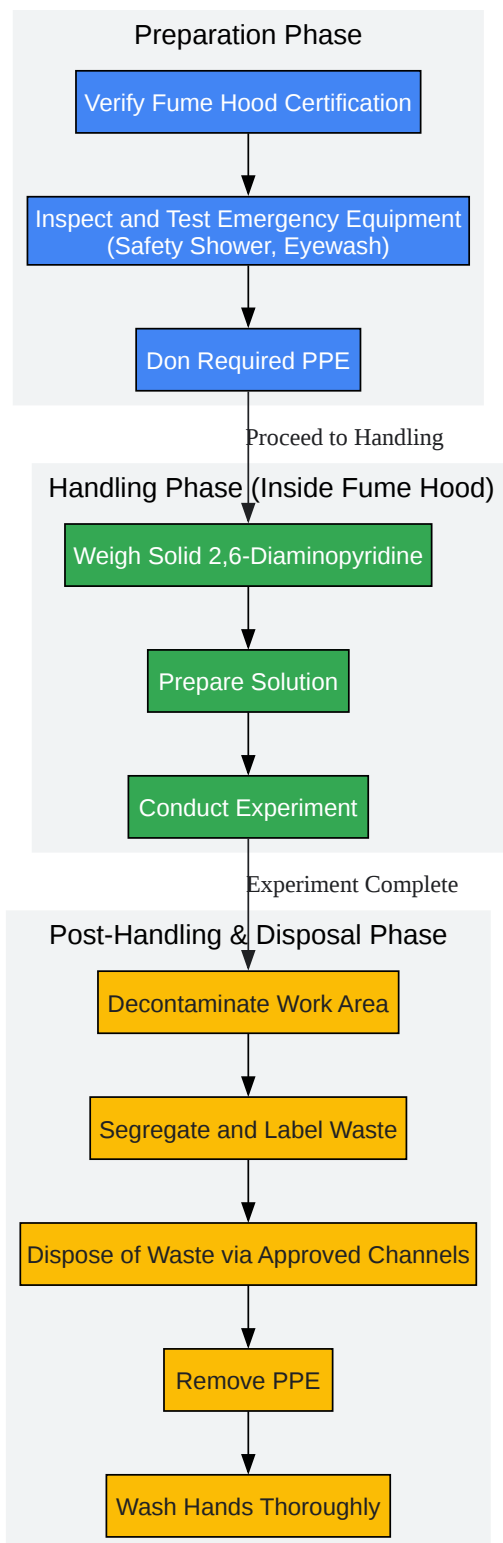 Preparation Phase
Verify Fume Hood Certification
Inspect and Test Emergency Equipment
(Safety Shower, Eyewash)
Don Required PPE
Proceed to Handling
Handling Phase (Inside Fume Hood)
Weigh Solid 2,6-Diaminopyridine
Prepare Solution
Conduct Experiment
Experiment Complete
Post-Handling & Disposal Phase
Decontaminate Work Area
Segregate and Label Waste
Dispose of Waste via Approved Channels
Remove PPE
Wash Hands Thoroughly